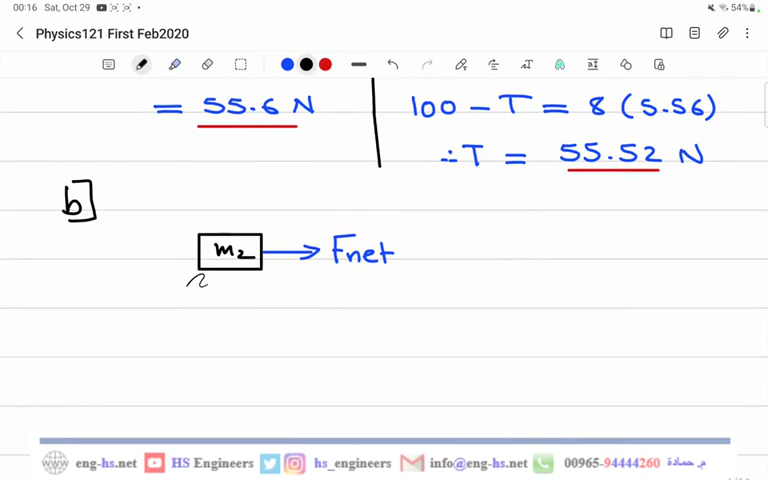 00:16 Sat, Oct 29 54%
Physics121 First Feb2020
= 55.6 N
100 - T = 8 (5.56)
∴ T = 55.52 N
b
m₂ Fnet
eng-hs.net HS Engineers hs_engineers info@eng-hs.net 00965-94444260 م. حمادة